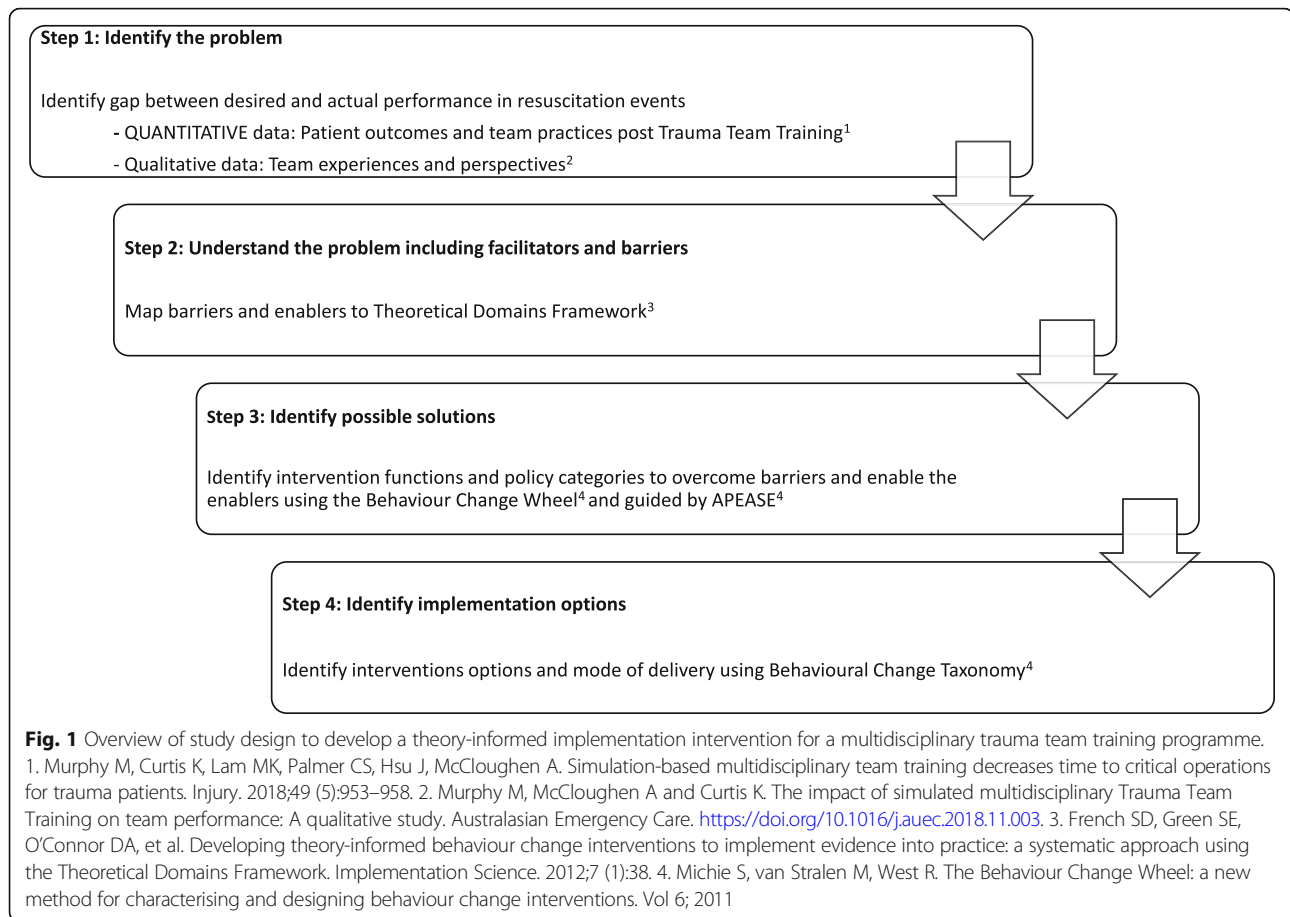 Step 1: Identify the problem
Identify gap between desired and actual performance in resuscitation events
- QUANTITATIVE data: Patient outcomes and team practices post Trauma Team Training1
- Qualitative data: Team experiences and perspectives2
Step 2: Understand the problem including facilitators and barriers
Map barriers and enablers to Theoretical Domains Framework3
Step 3: Identify possible solutions
Identify intervention functions and policy categories to overcome barriers and enable the
enablers using the Behaviour Change Wheel4 and guided by APEASE4
Step 4: Identify implementation options
Identify interventions options and mode of delivery using Behavioural Change Taxonomy4
Fig. 1 Overview of study design to develop a theory-informed implementation intervention for a multidisciplinary trauma team training programme.
1. Murphy M, Curtis K, Lam MK, Palmer CS, Hsu J, McCloughen A. Simulation-based multidisciplinary team training decreases time to critical operations
for trauma patients. Injury. 2018;49 (5):953–958. 2. Murphy M, McCloughen A and Curtis K. The impact of simulated multidisciplinary Trauma Team
Training on team performance: A qualitative study. Australasian Emergency Care. https://doi.org/10.1016/j.auec.2018.11.003. 3. French SD, Green SE,
O'Connor DA, et al. Developing theory-informed behaviour change interventions to implement evidence into practice: a systematic approach using
the Theoretical Domains Framework. Implementation Science. 2012;7 (1):38. 4. Michie S, van Stralen M, West R. The Behaviour Change Wheel: a new
method for characterising and designing behaviour change interventions. Vol 6; 2011